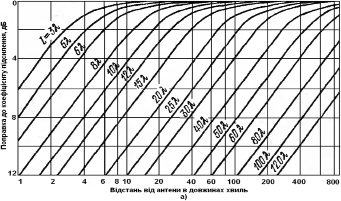 Поправка до коефіцієнту підсилення, дБ
0
4
8
12
L=3λ
6λ
6λ
8λ
10λ
12λ
15λ
20λ
25λ
30λ
40λ
50λ
60λ
80λ
100λ
120λ
1 2 4 6 8 10 20 40 60 100 200 400 800
Відстань від антени в довжинах хвиль
а)